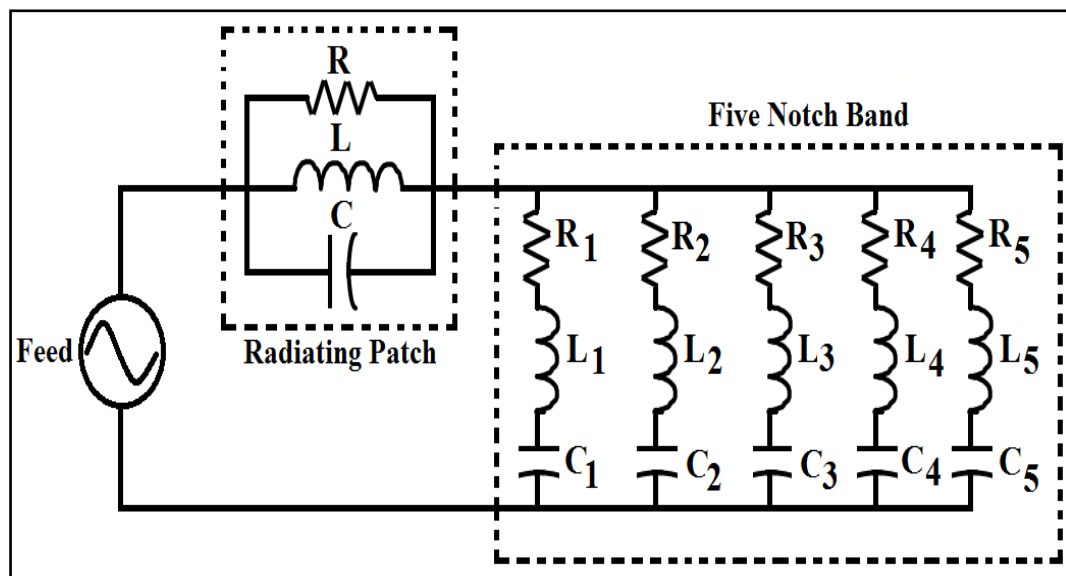 R
L
C
Radiating Patch
Five Notch Band
Feed
R1 R2 R3 R4 R5
L1 L2 L3 L4 L5
C1 C2 C3 C4 C5